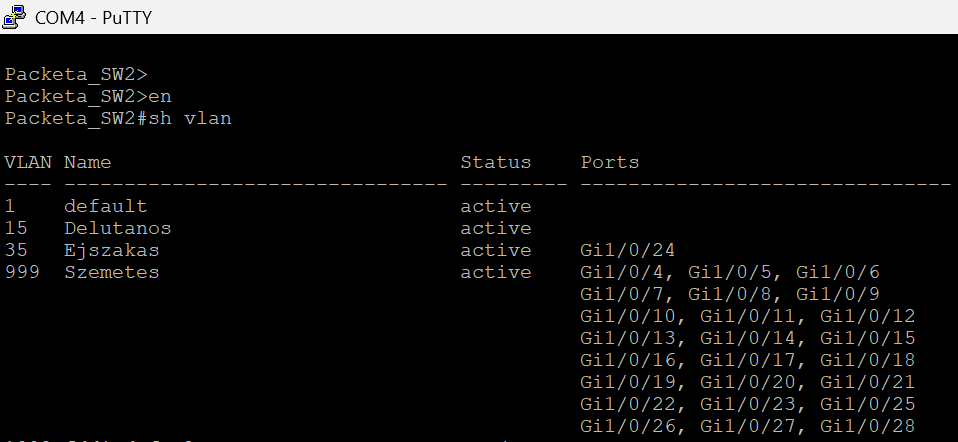 COM4 - PuTTY
Packeta_SW2>
Packeta_SW2>en
Packeta_SW2#sh vlan
VLAN Name                             Status    Ports
---- -------------------------------- --------- -------------------------------
1    default                          active
15   Delutanos                        active
35   Ejszakas                         active    Gi1/0/24
999  Szemetes                         active    Gi1/0/4, Gi1/0/5, Gi1/0/6
                                                Gi1/0/7, Gi1/0/8, Gi1/0/9
                                                Gi1/0/10, Gi1/0/11, Gi1/0/12
                                                Gi1/0/13, Gi1/0/14, Gi1/0/15
                                                Gi1/0/16, Gi1/0/17, Gi1/0/18
                                                Gi1/0/19, Gi1/0/20, Gi1/0/21
                                                Gi1/0/22, Gi1/0/23, Gi1/0/25
                                                Gi1/0/26, Gi1/0/27, Gi1/0/28